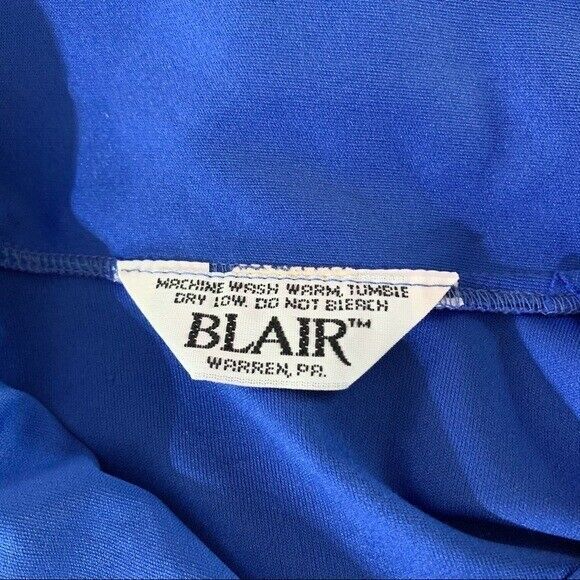 MACHINE WASH WARM, TUMBLE
DRY LOW. DO NOT BLEACH
BLAIR™
WARREN, PA.